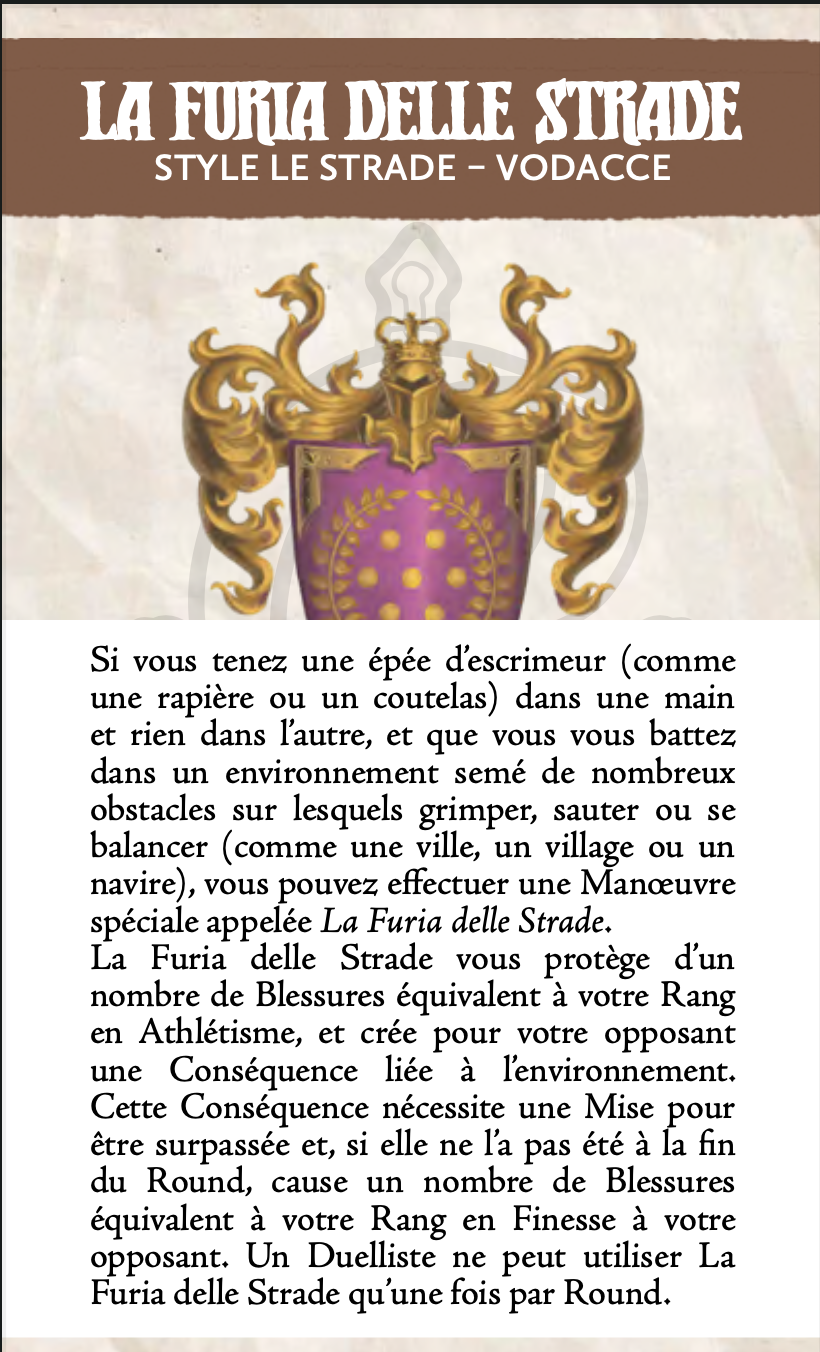 LA FURIA DELLE STRADE
STYLE LE STRADE – VODACCE
Si vous tenez une épée d’escrimeur (comme
une rapière ou un coutelas) dans une main
et rien dans l’autre, et que vous vous battez
dans un environnement semé de nombreux
obstacles sur lesquels grimper, sauter ou se
balancer (comme une ville, un village ou un
navire), vous pouvez effectuer une Manœuvre
spéciale appelée La Furia delle Strade.
La Furia delle Strade vous protège d’un
nombre de Blessures équivalent à votre Rang
en Athlétisme, et crée pour votre opposant
une Conséquence liée à l’environnement.
Cette Conséquence nécessite une Mise pour
être surpassée et, si elle ne l’a pas été à la fin
du Round, cause un nombre de Blessures
équivalent à votre Rang en Finesse à votre
opposant. Un Duelliste ne peut utiliser La
Furia delle Strade qu’une fois par Round.